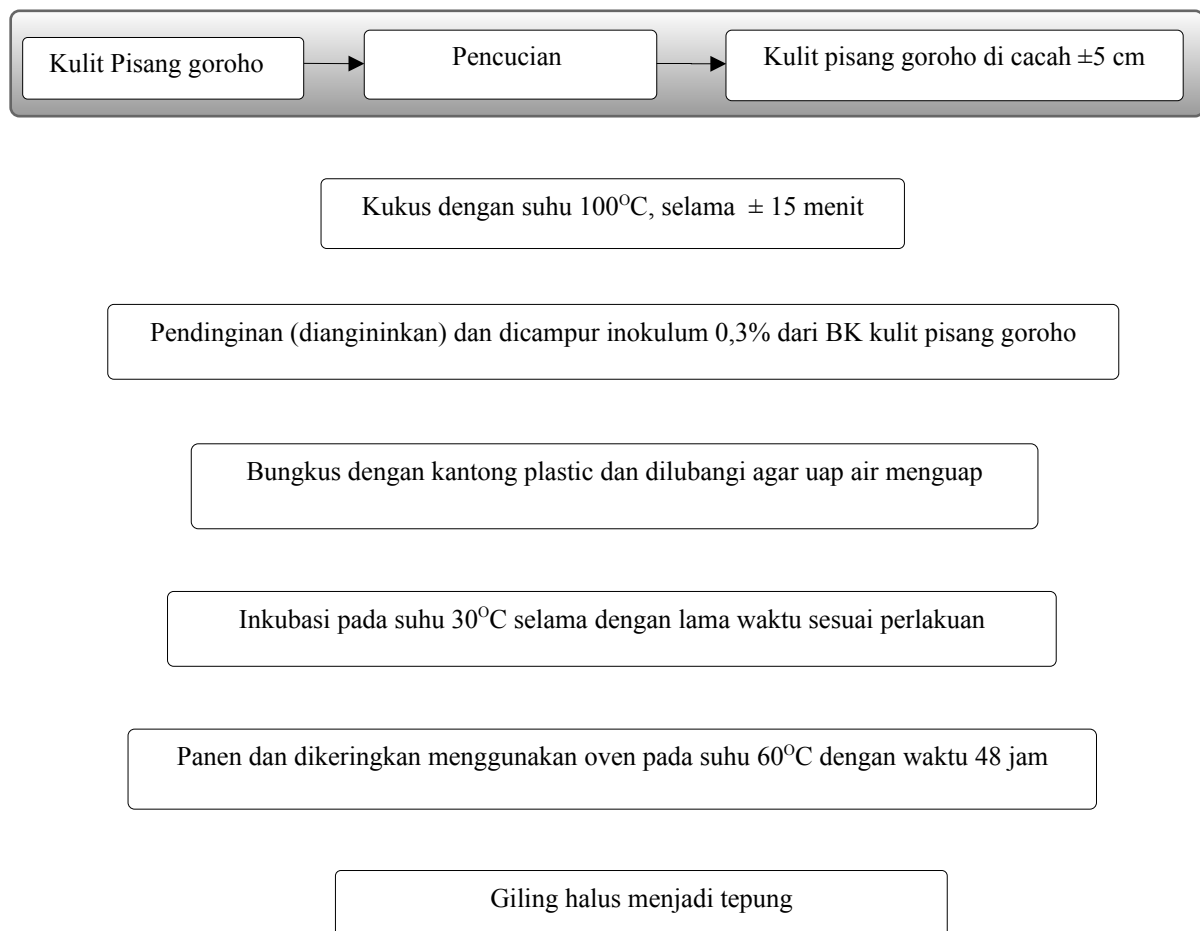 Kulit Pisang goroho
Pencucian
Kulit pisang goroho di cacah ±5 cm
Kukus dengan suhu 100ᴼC, selama ± 15 menit
Pendinginan (diangininkan) dan dicampur inokulum 0,3% dari BK kulit pisang goroho
Bungkus dengan kantong plastic dan dilubangi agar uap air menguap
Inkubasi pada suhu 30ᴼC selama dengan lama waktu sesuai perlakuan
Panen dan dikeringkan menggunakan oven pada suhu 60ᴼC dengan waktu 48 jam
Giling halus menjadi tepung